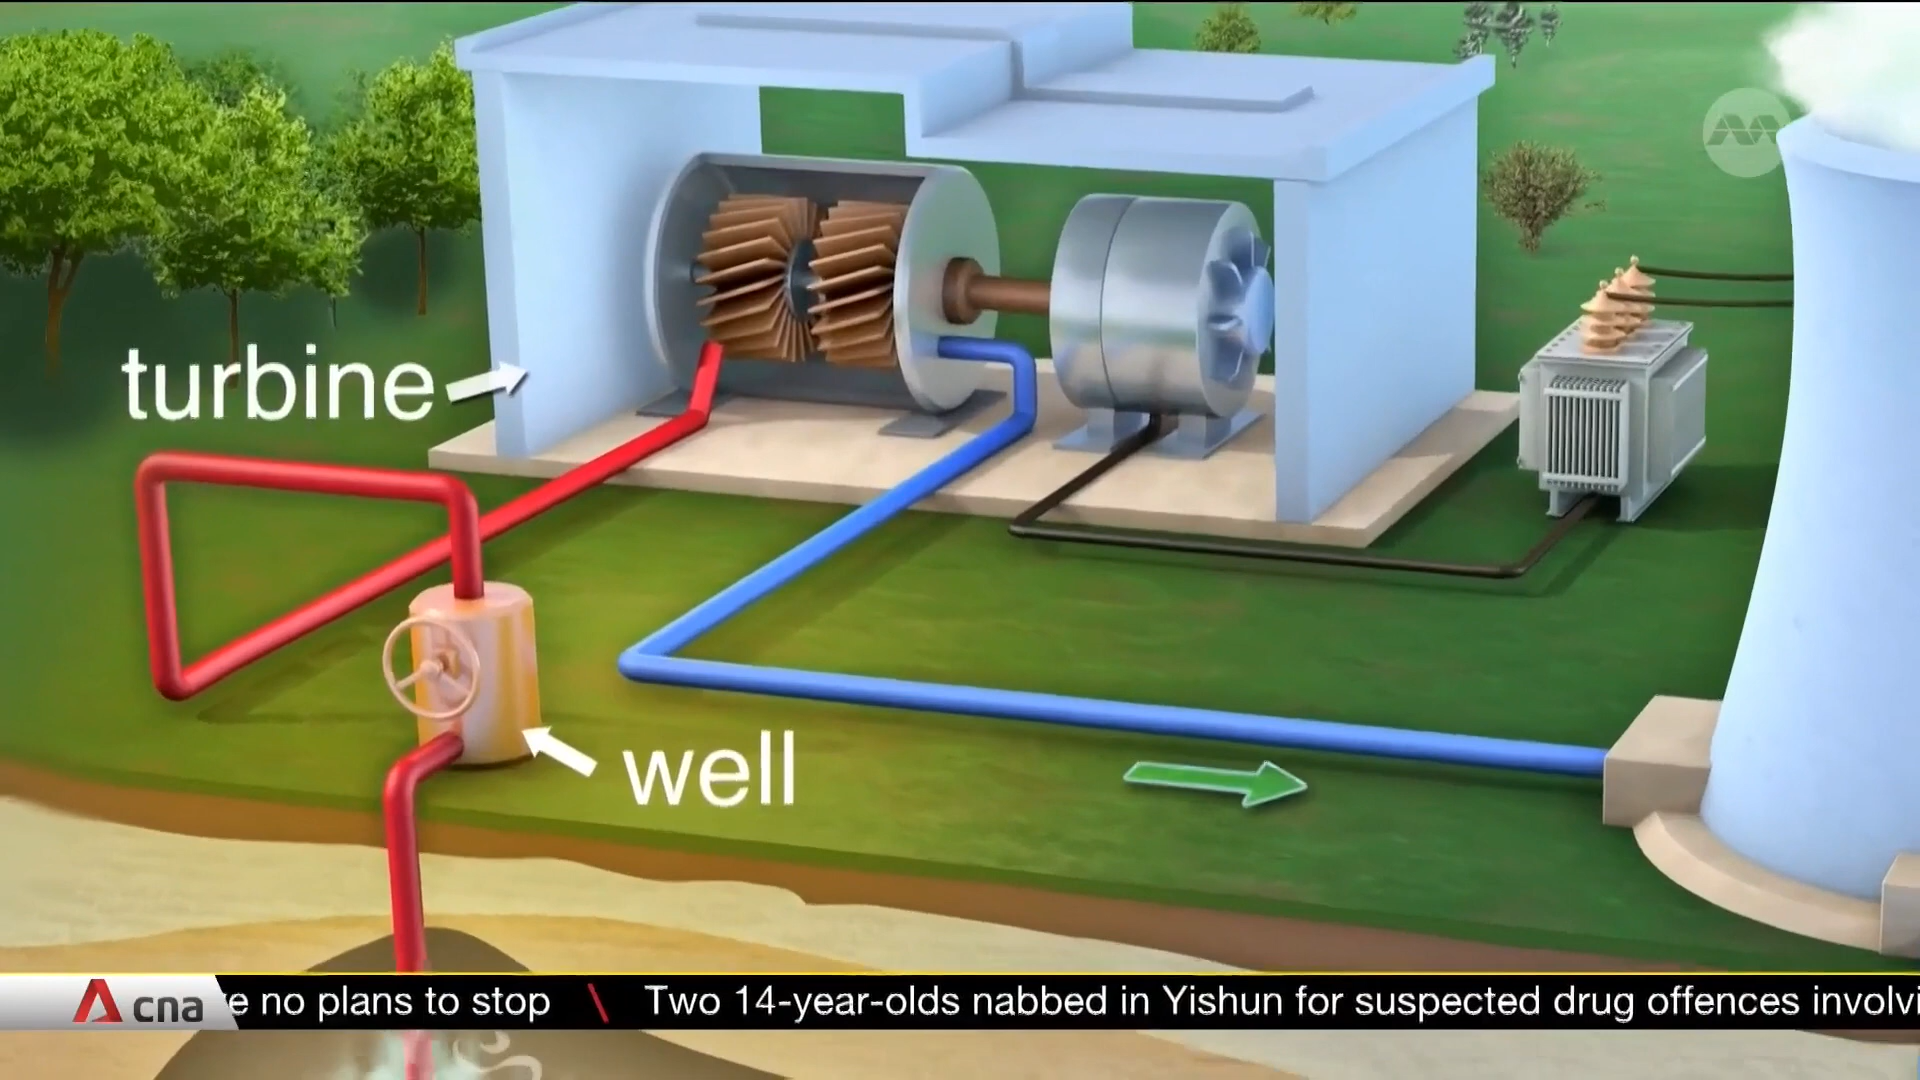 turbine
well
cna
e no plans to stop \ Two 14-year-olds nabbed in Yishun for suspected drug offences involvi